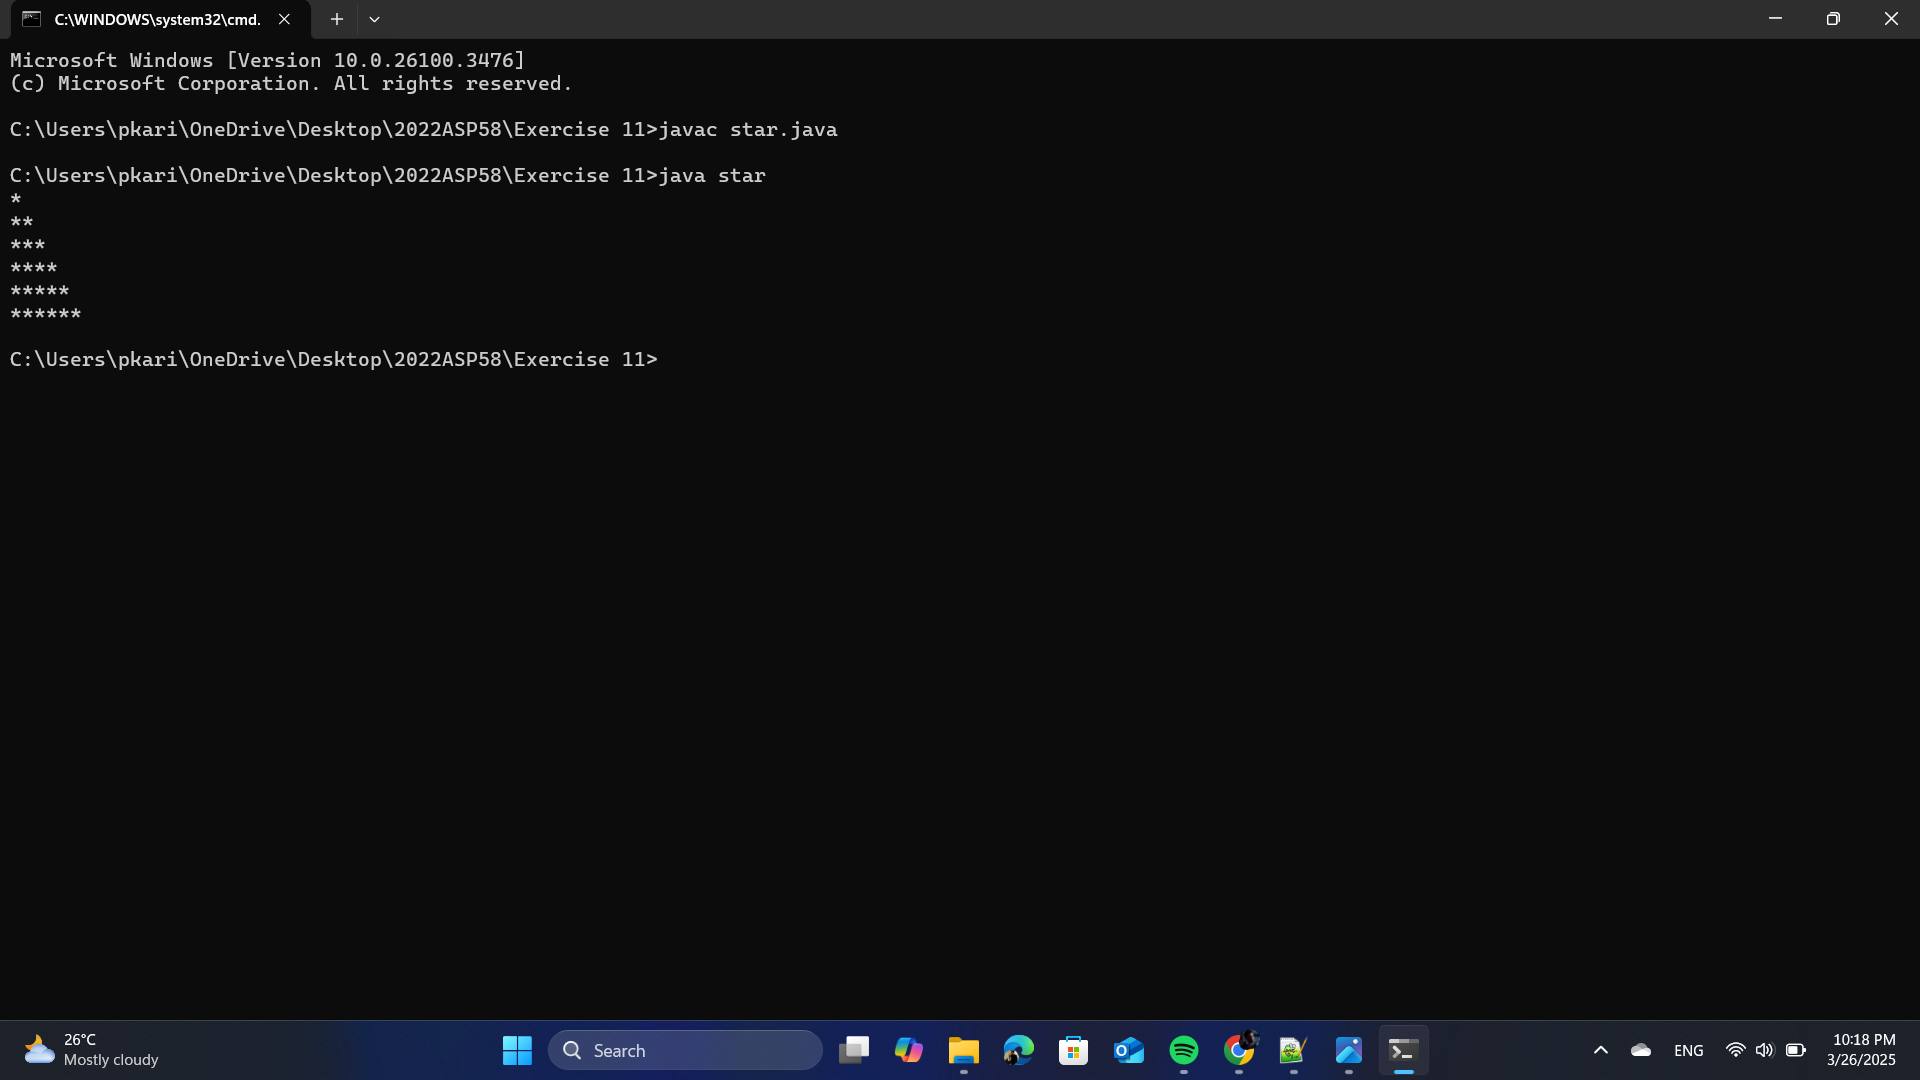 C:\WINDOWS\system32\cmd.
Microsoft Windows [Version 10.0.26100.3476]
(c) Microsoft Corporation. All rights reserved.
C:\Users\pkari\OneDrive\Desktop\2022ASP58\Exercise 11>javac star.java
C:\Users\pkari\OneDrive\Desktop\2022ASP58\Exercise 11>java star
*
**
***
****
*****
******
C:\Users\pkari\OneDrive\Desktop\2022ASP58\Exercise 11>
26°C
Mostly cloudy
Search
ENG
10:18 PM
3/26/2025